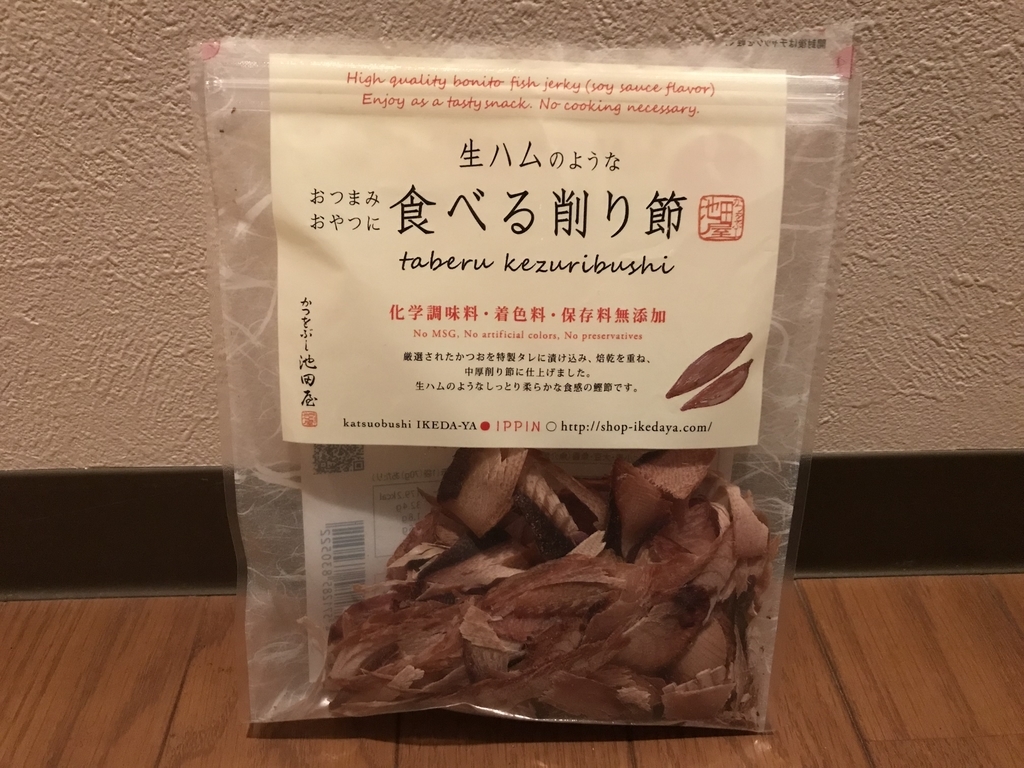 High quality bonito fish jerky (soy sauce flavor)
Enjoy as a tasty snack. No cooking necessary.
生ハムのような
おつまみ
おやつに
食べる削り節
池田屋
taberu kezuribushi
化学調味料・着色料・保存料無添加
No MSG, No artificial colors, No preservatives
厳選されたかつおを特製タレに漬け込み、焙乾を重ね、
中厚削り節に仕上げました。
生ハムのようなしっとり柔らかな食感の鰹節です。
かつをぶし池田屋
katsuobushi IKEDA-YA ● IPPIN ○ http://shop-ikedaya.com/